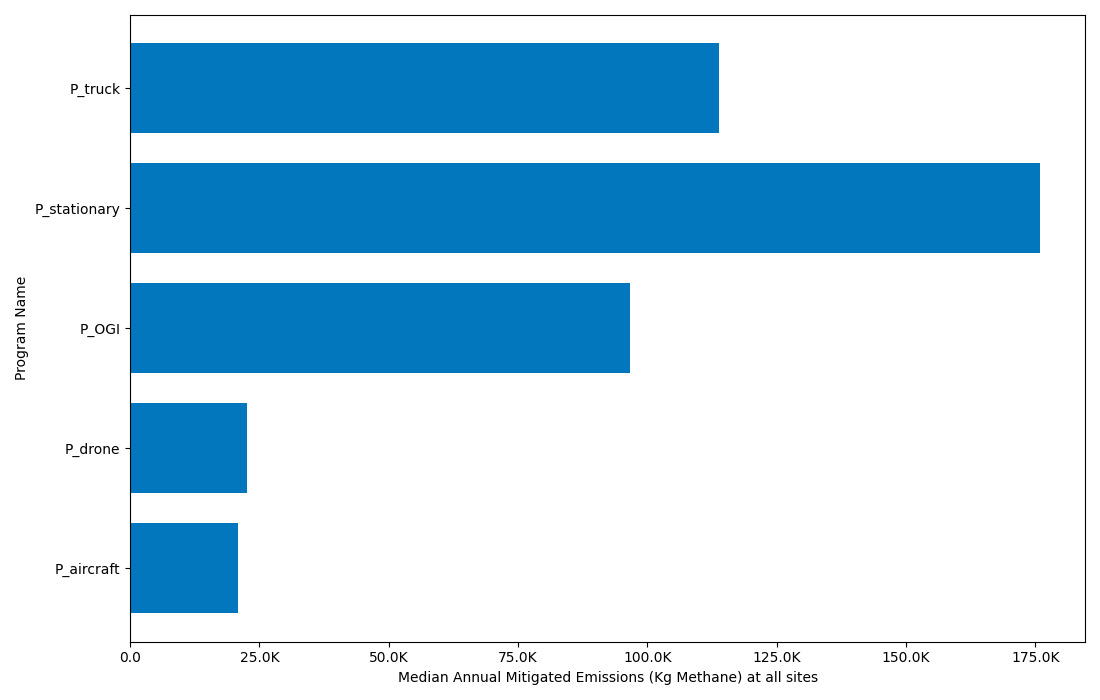 Program Name
P_truck
P_stationary
P_OGI
P_drone
P_aircraft
0.0 25.0K 50.0K 75.0K 100.0K 125.0K 150.0K 175.0K
Median Annual Mitigated Emissions (Kg Methane) at all sites